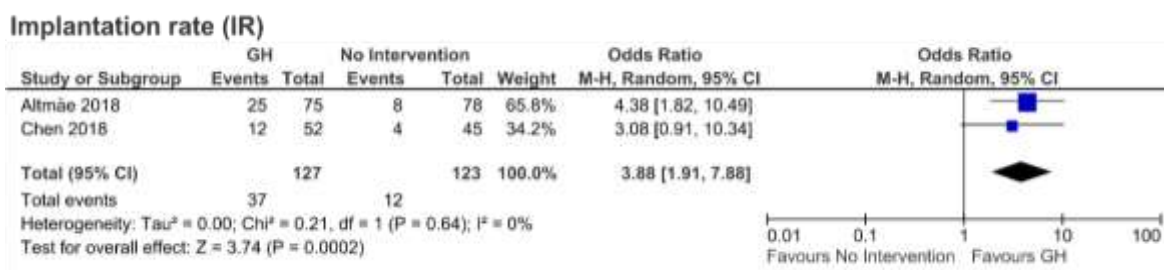 Implantation rate (IR)
GH No Intervention Odds Ratio Odds Ratio
Study or Subgroup Events Total Events Total Weight M-H, Random, 95% CI M-H, Random, 95% CI
Altmäe 2018 25 75 8 78 65.8% 4.38 [1.82, 10.49]
Chen 2018 12 52 4 45 34.2% 3.08 [0.91, 10.34]
Total (95% CI) 127 123 100.0% 3.88 [1.91, 7.88]
Total events 37 12
Heterogeneity: Tau² = 0.00; Chi² = 0.21, df = 1 (P = 0.64); I² = 0%
Test for overall effect: Z = 3.74 (P = 0.0002)
0.01 0.1 1 10 100
Favours No Intervention Favours GH